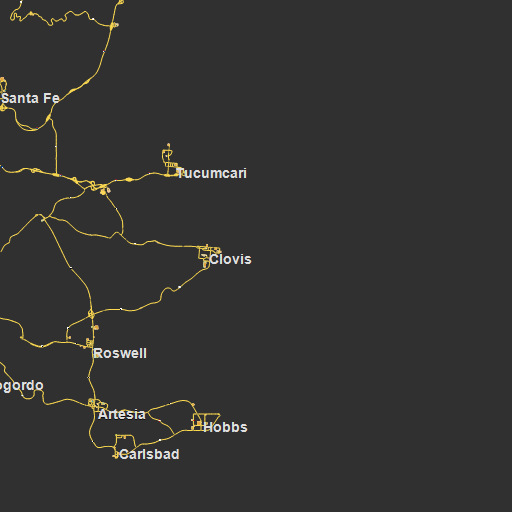 Santa Fe
Tucumcari
Clovis
Roswell
ogordo
Artesia
Hobbs
Carlsbad